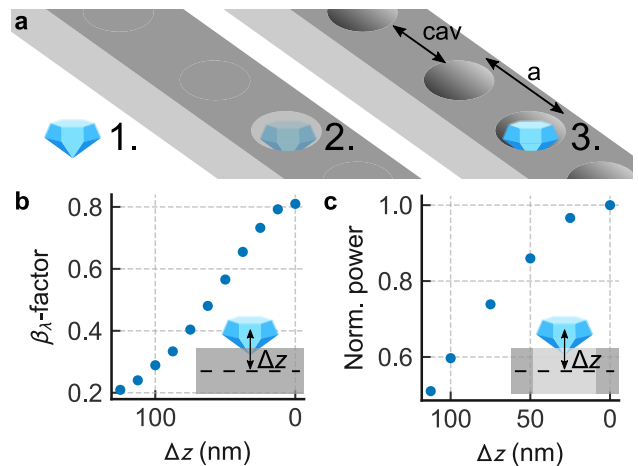 a
cav
a
1.
2.
3.
b
c
β_λ-factor
0.8
0.6
0.4
0.2
Δz
100
0
Δz (nm)
Norm. power
1.0
0.8
0.6
Δz
100
50
0
Δz (nm)